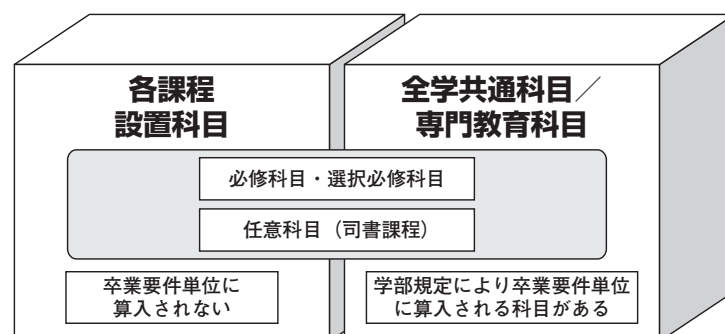 各課程
設置科目
全学共通科目／
専門教育科目
必修科目・選択必修科目
任意科目（司書課程）
卒業要件単位に
算入されない
学部規定により卒業要件単位
に算入される科目がある